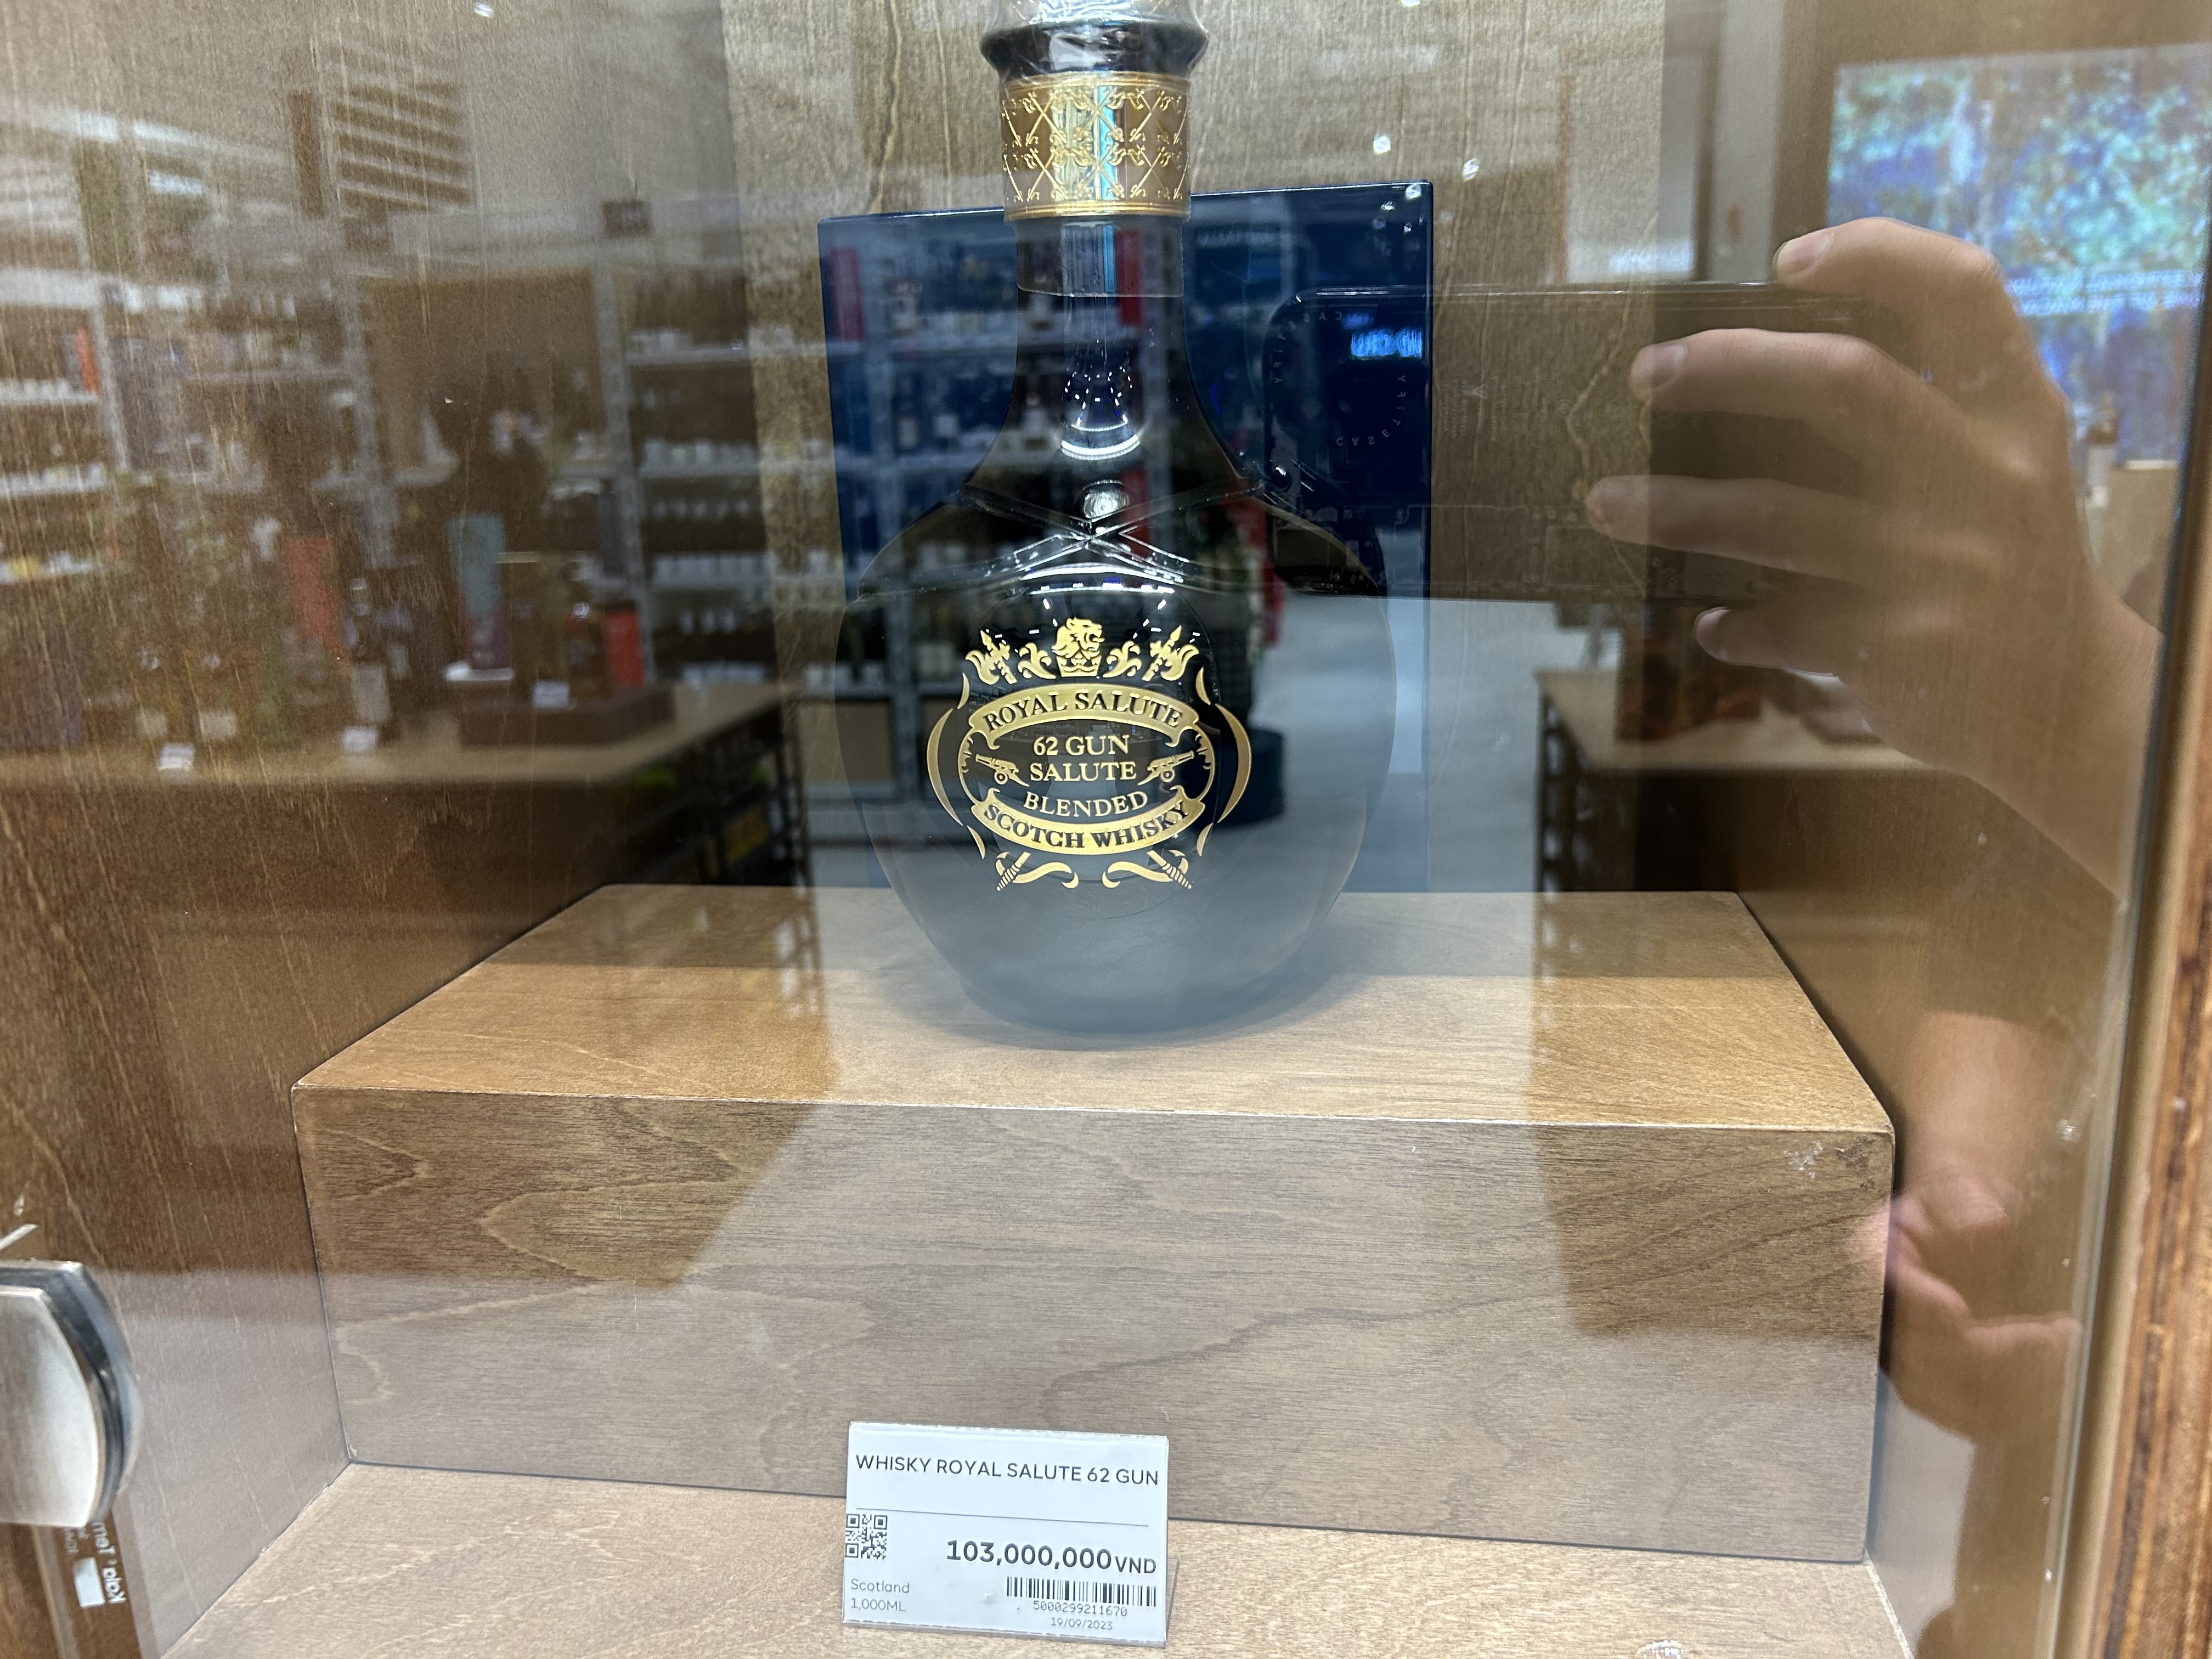 ROYAL SALUTE
62 GUN
SALUTE
BLENDED
SCOTCH WHISKY
CASETiFY
WHISKY ROYAL SALUTE 62 GUN
103,000,000VND
Scotland
1,000ML
5000299211670
19/09/2023